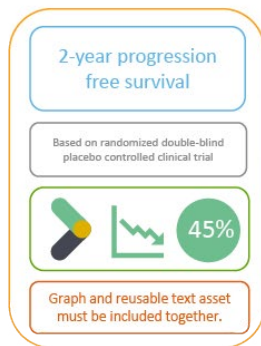 2-year progression
free survival
Based on randomized double-blind
placebo controlled clinical trial
45%
Graph and reusable text asset
must be included together.